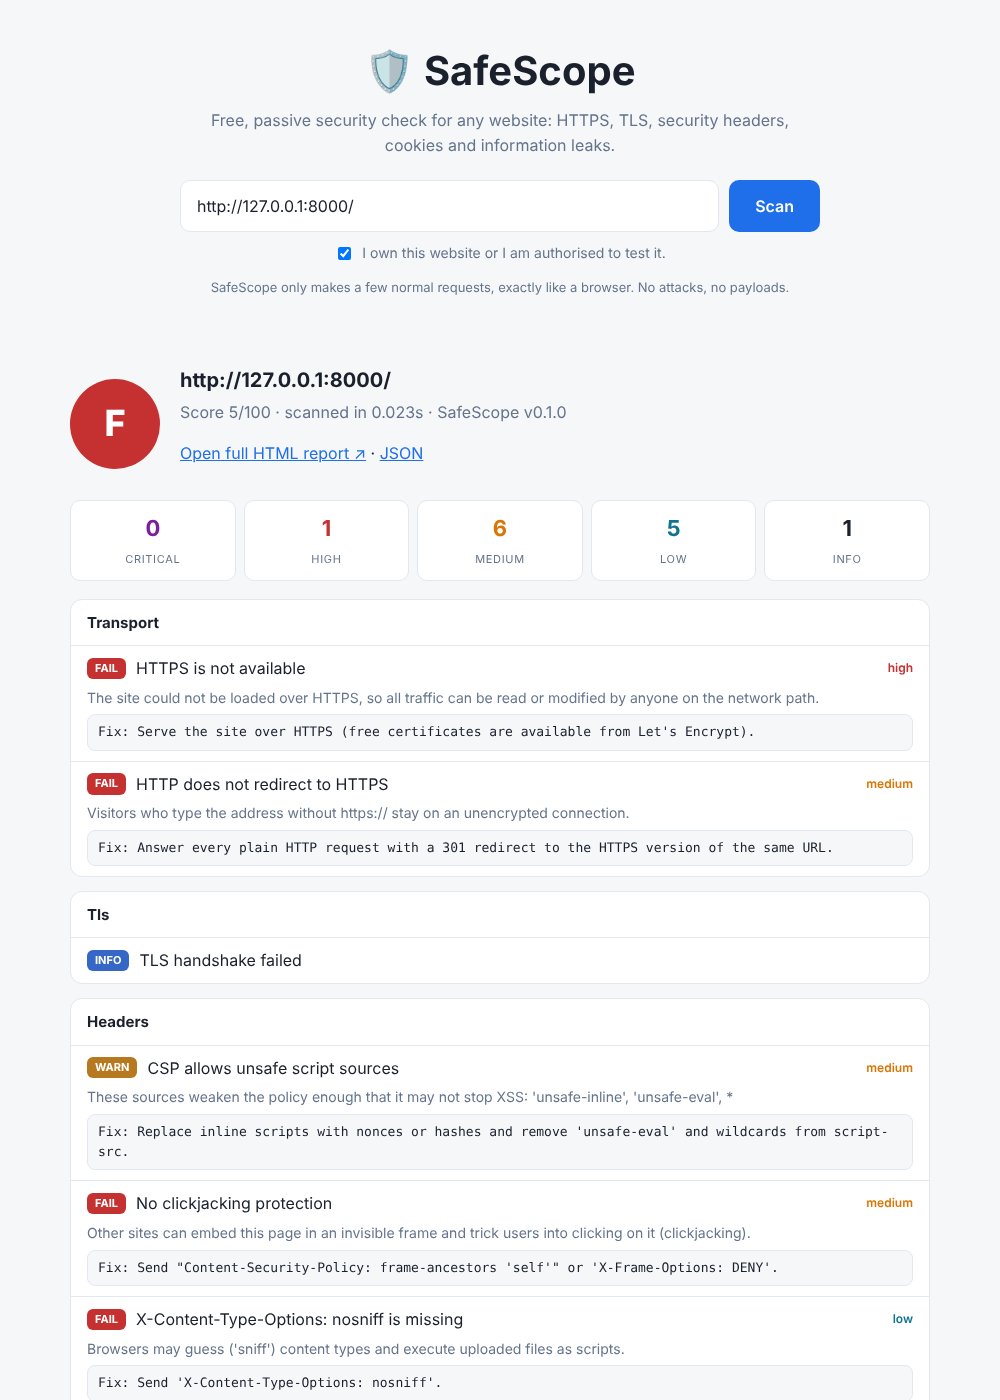 SafeScope
Free, passive security check for any website: HTTPS, TLS, security headers,
cookies and information leaks.
http://127.0.0.1:8000/
Scan
I own this website or I am authorised to test it.
SafeScope only makes a few normal requests, exactly like a browser. No attacks, no payloads.
F
http://127.0.0.1:8000/
Score 5/100 · scanned in 0.023s · SafeScope v0.1.0
Open full HTML report ↗ · JSON
0
CRITICAL
1
HIGH
6
MEDIUM
5
LOW
1
INFO
Transport
FAIL HTTPS is not available high
The site could not be loaded over HTTPS, so all traffic can be read or modified by anyone on the network path.
Fix: Serve the site over HTTPS (free certificates are available from Let's Encrypt).
FAIL HTTP does not redirect to HTTPS medium
Visitors who type the address without https:// stay on an unencrypted connection.
Fix: Answer every plain HTTP request with a 301 redirect to the HTTPS version of the same URL.
Tls
INFO TLS handshake failed
Headers
WARN CSP allows unsafe script sources medium
These sources weaken the policy enough that it may not stop XSS: 'unsafe-inline', 'unsafe-eval', *
Fix: Replace inline scripts with nonces or hashes and remove 'unsafe-eval' and wildcards from script-
src.
FAIL No clickjacking protection medium
Other sites can embed this page in an invisible frame and trick users into clicking on it (clickjacking).
Fix: Send "Content-Security-Policy: frame-ancestors 'self'" or 'X-Frame-Options: DENY'.
FAIL X-Content-Type-Options: nosniff is missing low
Browsers may guess ('sniff') content types and execute uploaded files as scripts.
Fix: Send 'X-Content-Type-Options: nosniff'.